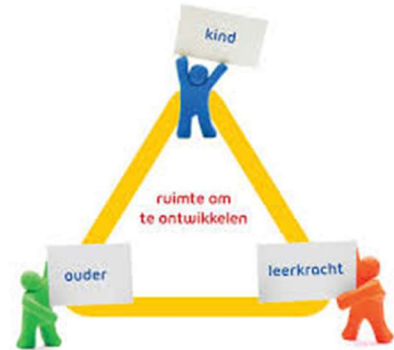 kind
ruimte om
te ontwikkelen
ouder
leerkracht